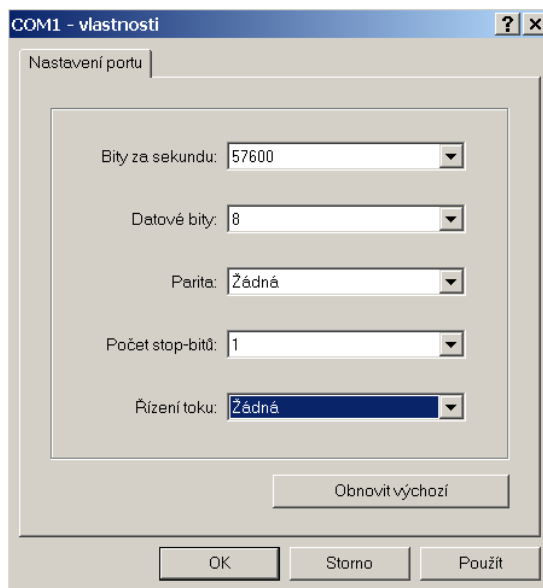 COM1 - vlastnosti
Nastavení portu
Bity za sekundu: 57600
Datové bity: 8
Parita: Žádná
Počet stop-bitů: 1
Řízení toku: Žádná
Obnovit výchozí
OK Storno Použít